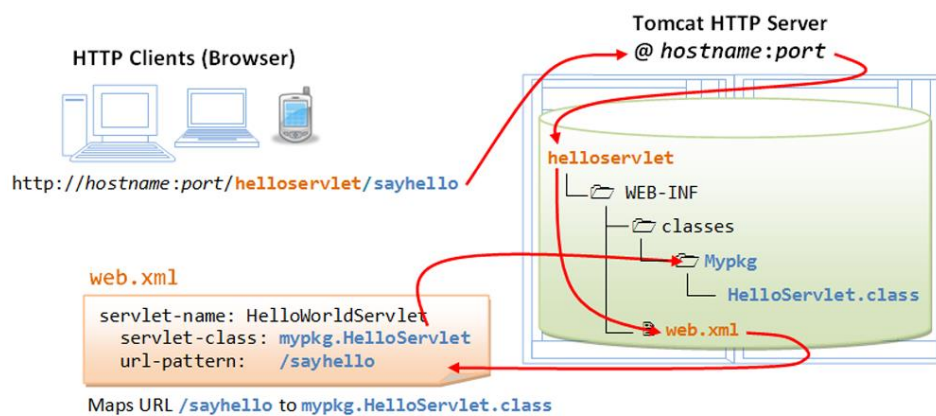 HTTP Clients (Browser)
http://hostname:port/helloservlet/sayhello
Tomcat HTTP Server
@ hostname:port
helloservlet
WEB-INF
classes
Mypkg
HelloServlet.class
web.xml
web.xml
servlet-name: HelloWorldServlet
servlet-class: mypkg.HelloServlet
url-pattern: /sayhello
Maps URL /sayhello to mypkg.HelloServlet.class